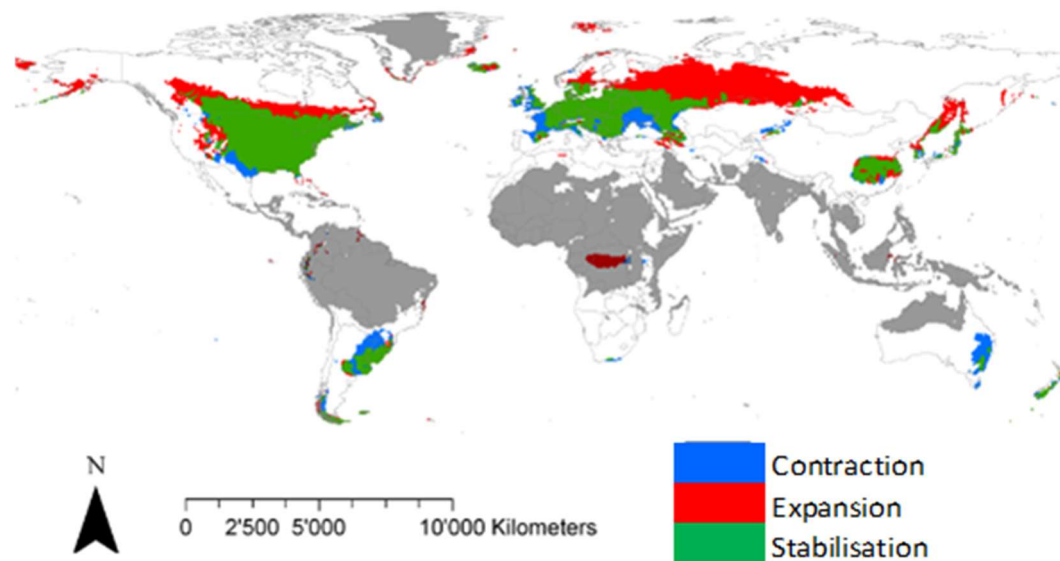 Contraction
N
Expansion
0 2'500 5'000 10'000 Kilometers
Stabilisation